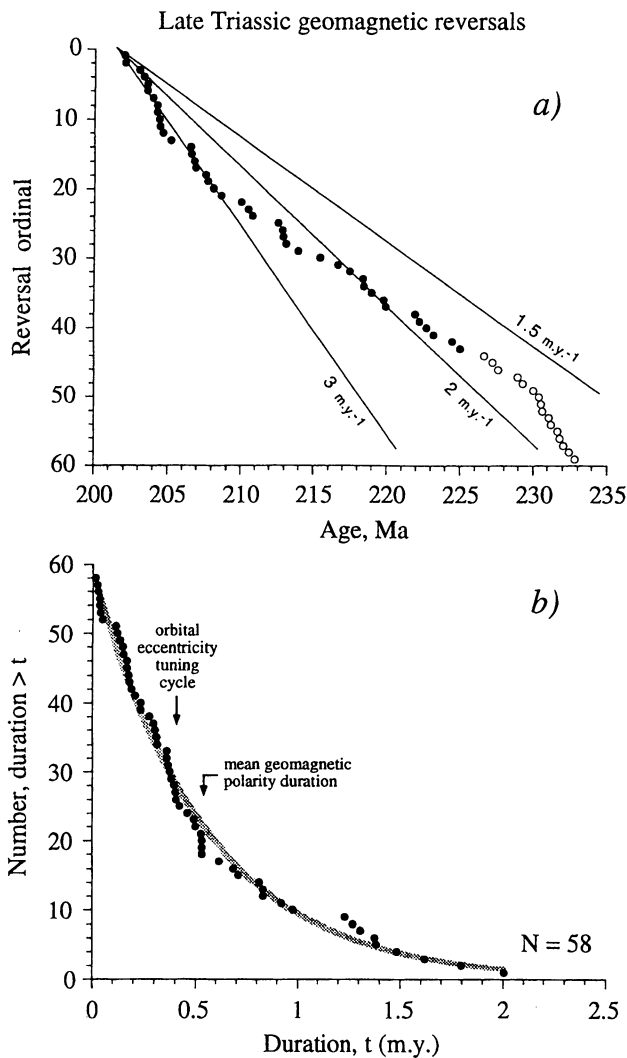 Late Triassic geomagnetic reversals
a)
0
10
20
30
40
50
60
Reversal ordinal
1.5 m.y.-1
2 m.y.-1
3 m.y.-1
200 205 210 215 220 225 230 235
Age, Ma
b)
60
50
40
30
20
10
0
Number, duration > t
orbital
eccentricity
tuning
cycle
mean geomagnetic
polarity duration
N = 58
0 0.5 1 1.5 2 2.5
Duration, t (m.y.)